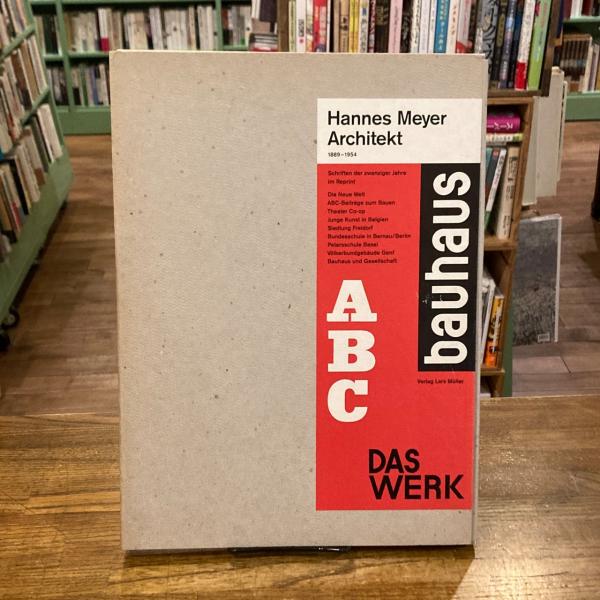 Hannes Meyer
Architekt
1889–1954
Schriften der zwanziger Jahre
im Reprint
Die Neue Welt
ABC-Beiträge zum Bauen
Theater Co-op
Junge Kunst in Belgien
Siedlung Freidorf
Bundesschule in Bernau/Berlin
Petersschule Basel
Völkerbundgebäude Genf
Bauhaus und Gesellschaft
bauhaus
ABC
Verlag Lars Müller
DAS
WERK